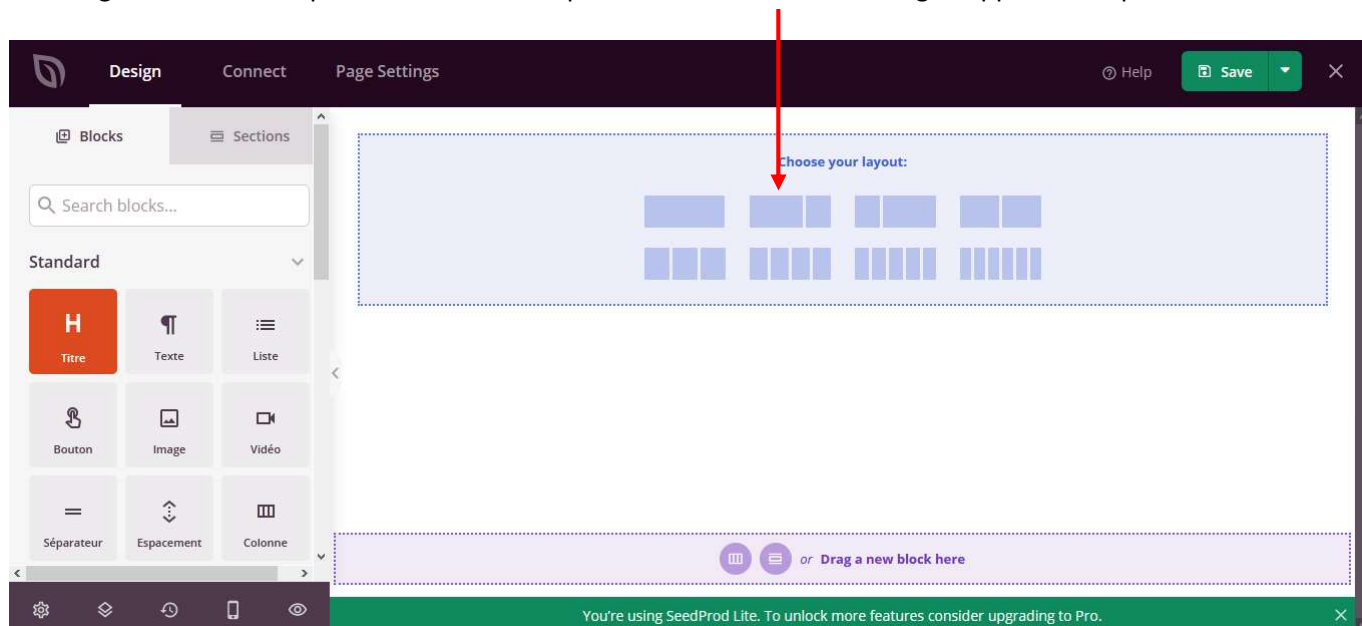 Design
Connect
Page Settings
Help
Save
Blocks
Sections
Choose your layout:
Search blocks...
Standard
H
Titre
Texte
Liste
Bouton
Image
Vidéo
Séparateur
Espacement
Colonne
or Drag a new block here
You're using SeedProd Lite. To unlock more features consider upgrading to Pro.